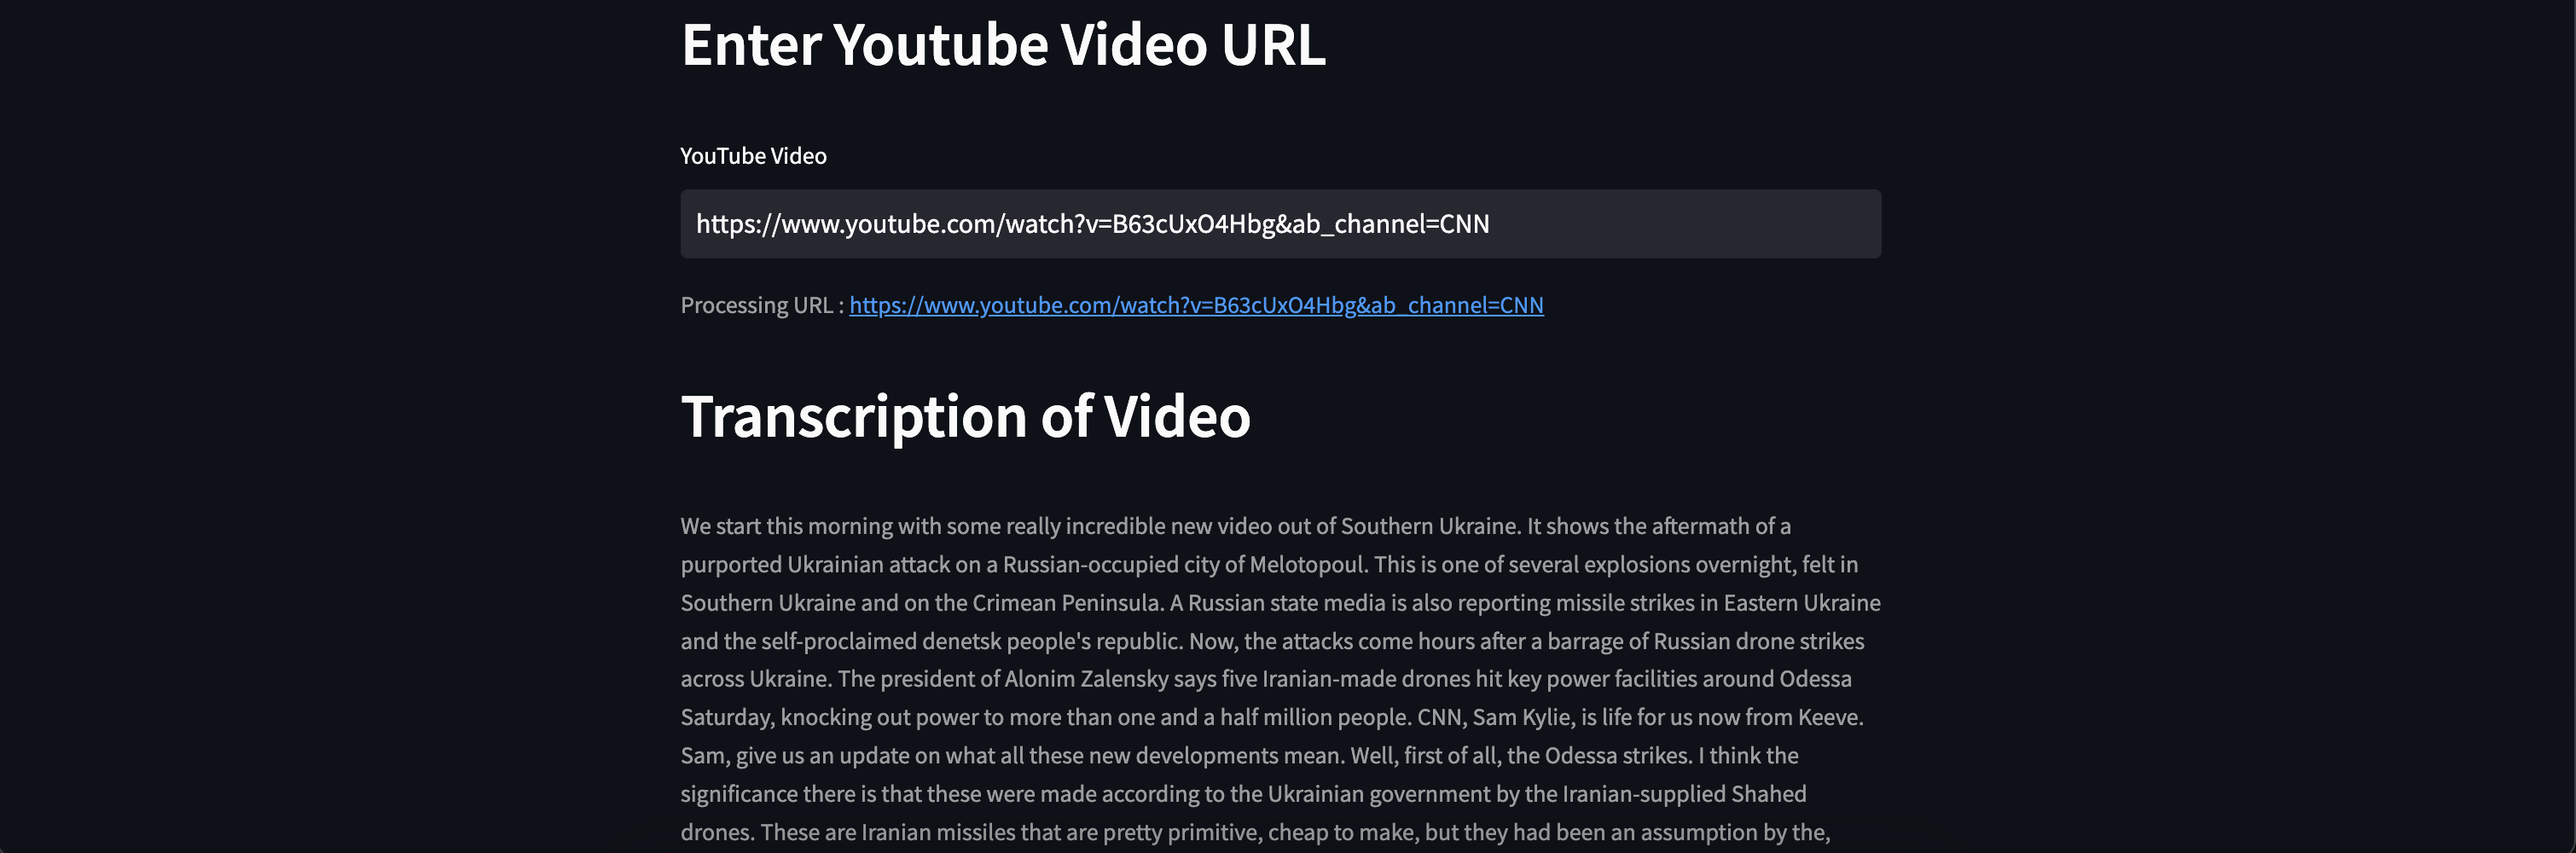 Enter Youtube Video URL
YouTube Video
https://www.youtube.com/watch?v=B63cUxO4Hbg&ab_channel=CNN
Processing URL : https://www.youtube.com/watch?v=B63cUxO4Hbg&ab_channel=CNN
Transcription of Video
We start this morning with some really incredible new video out of Southern Ukraine. It shows the aftermath of a
purported Ukrainian attack on a Russian-occupied city of Melotopoul. This is one of several explosions overnight, felt in
Southern Ukraine and on the Crimean Peninsula. A Russian state media is also reporting missile strikes in Eastern Ukraine
and the self-proclaimed denetsk people's republic. Now, the attacks come hours after a barrage of Russian drone strikes
across Ukraine. The president of Alonim Zalensky says five Iranian-made drones hit key power facilities around Odessa
Saturday, knocking out power to more than one and a half million people. CNN, Sam Kylie, is life for us now from Keeve.
Sam, give us an update on what all these new developments mean. Well, first of all, the Odessa strikes. I think the
significance there is that these were made according to the Ukrainian government by the Iranian-supplied Shahed
drones. These are Iranian missiles that are pretty primitive, cheap to make, but they had been an assumption by the,